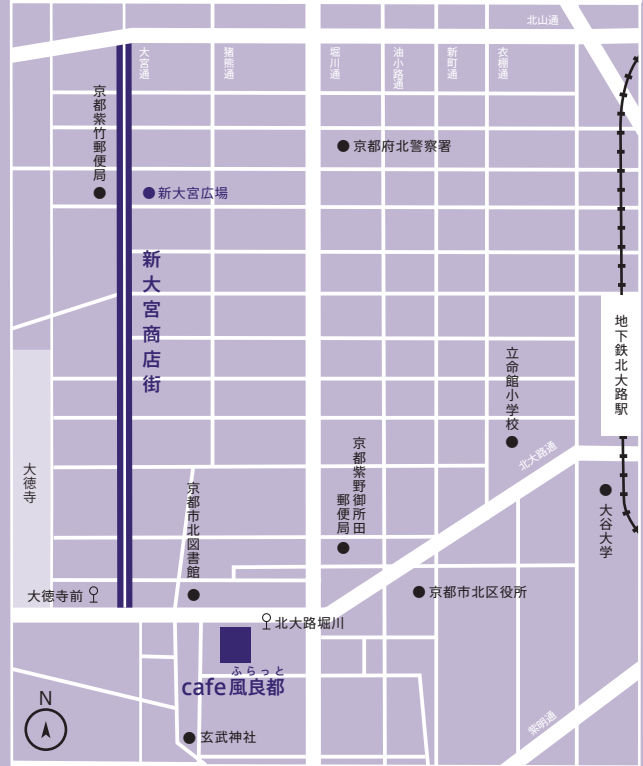 北山通
大宮通
猪熊通
堀川通
油小路通
新町通
衣棚通
京都紫竹郵便局
京都府北警察署
新大宮広場
新大宮商店街
地下鉄北大路駅
立命館小学校
北大路通
京都紫野御所田
郵便局
大徳寺
京都市北図書館
大谷大学
大徳寺前
京都市北区役所
北大路堀川
ふらっと
cafe風良都
N
玄武神社
紫明通